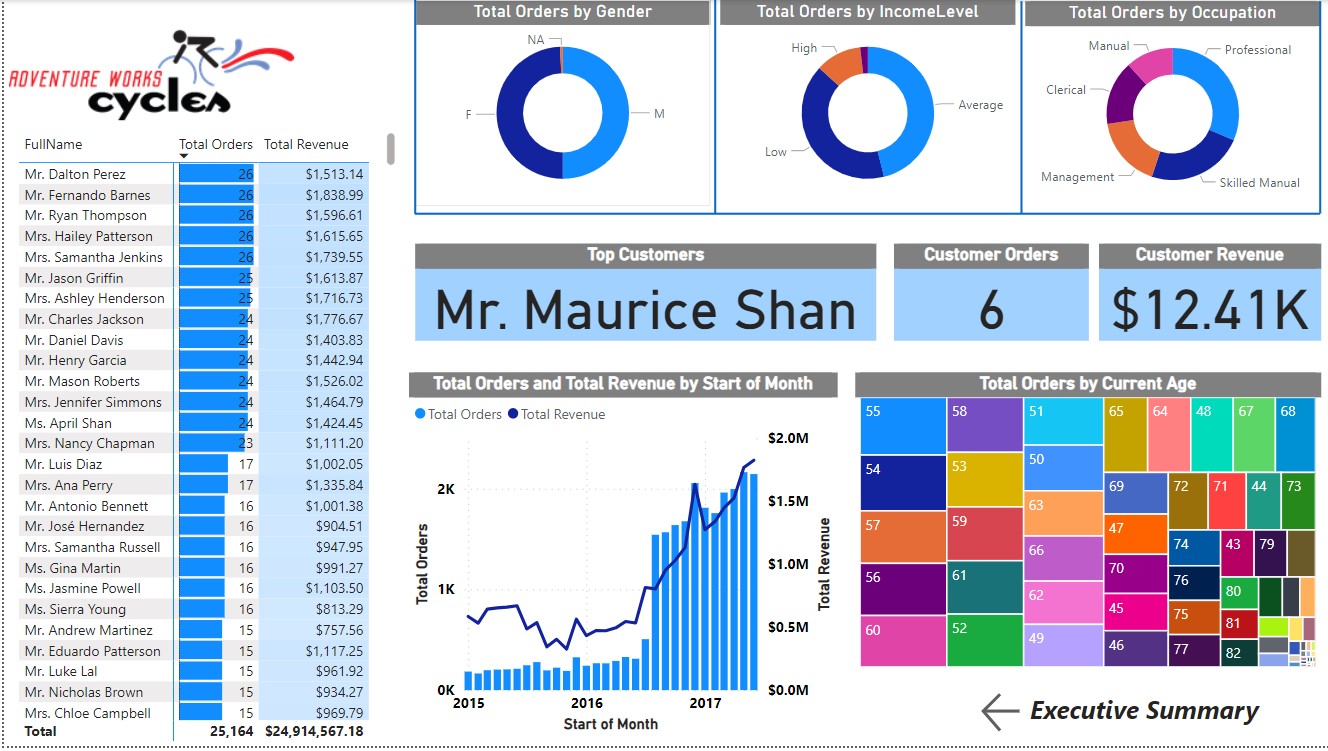 ADVENTURE WORKS
cycles
FullName Total Orders Total Revenue
Mr. Dalton Perez 26 $1,513.14
Mr. Fernando Barnes 26 $1,838.99
Mr. Ryan Thompson 26 $1,596.61
Mrs. Hailey Patterson 26 $1,615.65
Mrs. Samantha Jenkins 26 $1,739.55
Mr. Jason Griffin 25 $1,613.87
Mrs. Ashley Henderson 25 $1,716.73
Mr. Charles Jackson 24 $1,776.67
Mr. Daniel Davis 24 $1,403.83
Mr. Henry Garcia 24 $1,442.94
Mr. Mason Roberts 24 $1,526.02
Mrs. Jennifer Simmons 24 $1,464.79
Ms. April Shan 24 $1,424.45
Mrs. Nancy Chapman 23 $1,111.20
Mr. Luis Diaz 17 $1,002.05
Mrs. Ana Perry 17 $1,335.84
Mr. Antonio Bennett 16 $1,001.38
Mr. José Hernandez 16 $904.51
Mrs. Samantha Russell 16 $947.95
Ms. Gina Martin 16 $991.27
Ms. Jasmine Powell 16 $1,103.50
Ms. Sierra Young 16 $813.29
Mr. Andrew Martinez 15 $757.56
Mr. Eduardo Patterson 15 $1,117.25
Mr. Luke Lal 15 $961.92
Mr. Nicholas Brown 15 $934.27
Mrs. Chloe Campbell 15 $969.79
Total 25,164 $24,914,567.18
Total Orders by Gender
NA
F
M
Total Orders by IncomeLevel
High
Average
Low
Total Orders by Occupation
Manual
Professional
Clerical
Management
Skilled Manual
Top Customers
Mr. Maurice Shan
Customer Orders
6
Customer Revenue
$12.41K
Total Orders and Total Revenue by Start of Month
Total Orders Total Revenue
$2.0M
2K
$1.5M
$1.0M
1K
$0.5M
0K
$0.0M
Total Orders
Total Revenue
2015 2016 2017
Start of Month
Total Orders by Current Age
55
54
57
56
60
58
53
59
61
52
51
50
63
66
62
49
65
64
48
67
68
69
47
70
45
46
72
71
44
73
74
76
75
77
43
79
80
81
82
Executive Summary